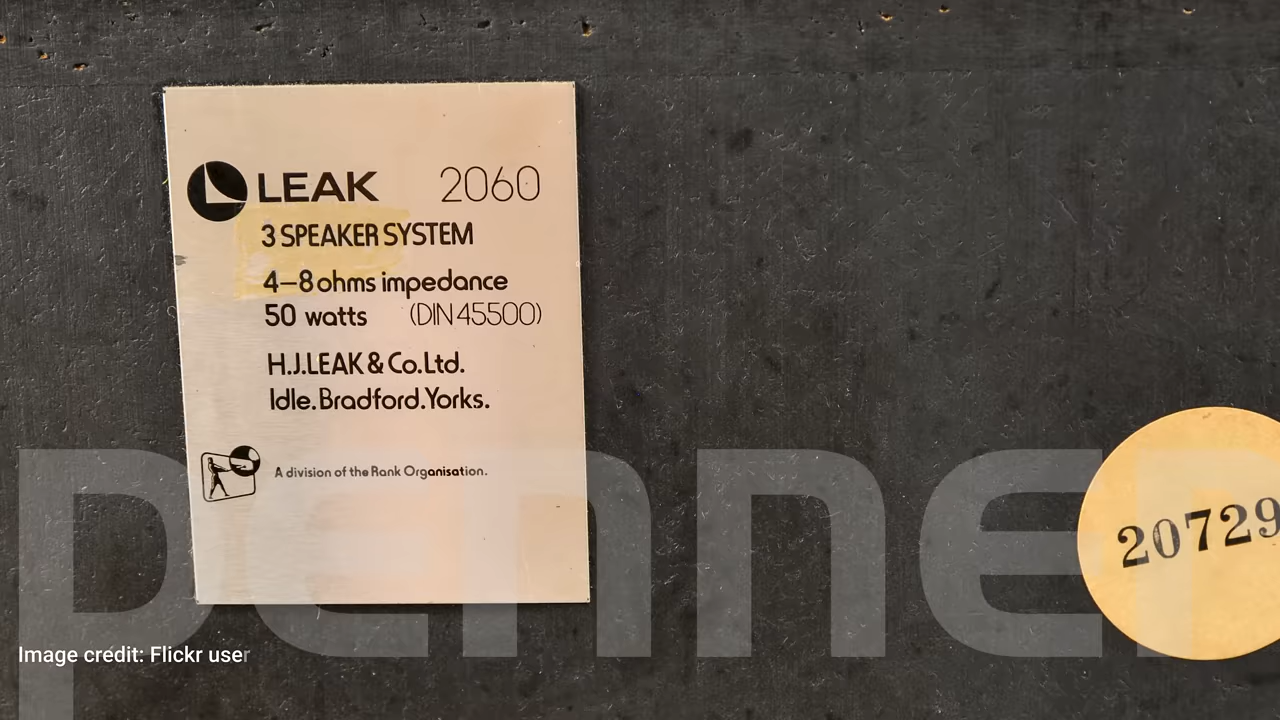 LEAK 2060
3 SPEAKER SYSTEM
4–8 ohms impedance
50 watts (DIN 45500)
H.J.LEAK & Co.Ltd.
Idle.Bradford.Yorks.
A division of the Rank Organisation.
20729
penne
Image credit: Flickr user